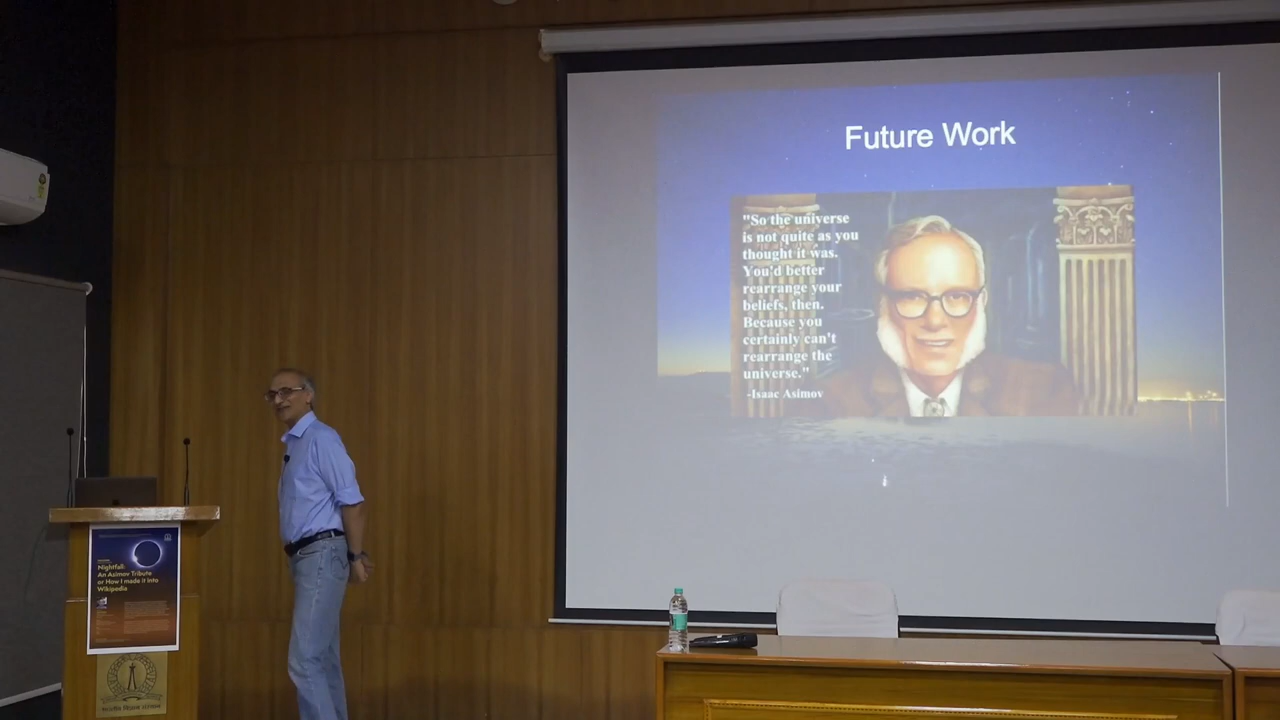 Future Work
"So the universe
is not quite as you
thought it was.
You'd better
rearrange your
beliefs, then.
Because you
certainly can't
rearrange the
universe."
-Isaac Asimov
Nightfall:
An Asimov Tribute
or How I made it into
Wikipedia
भारतीय विज्ञान संस्थान